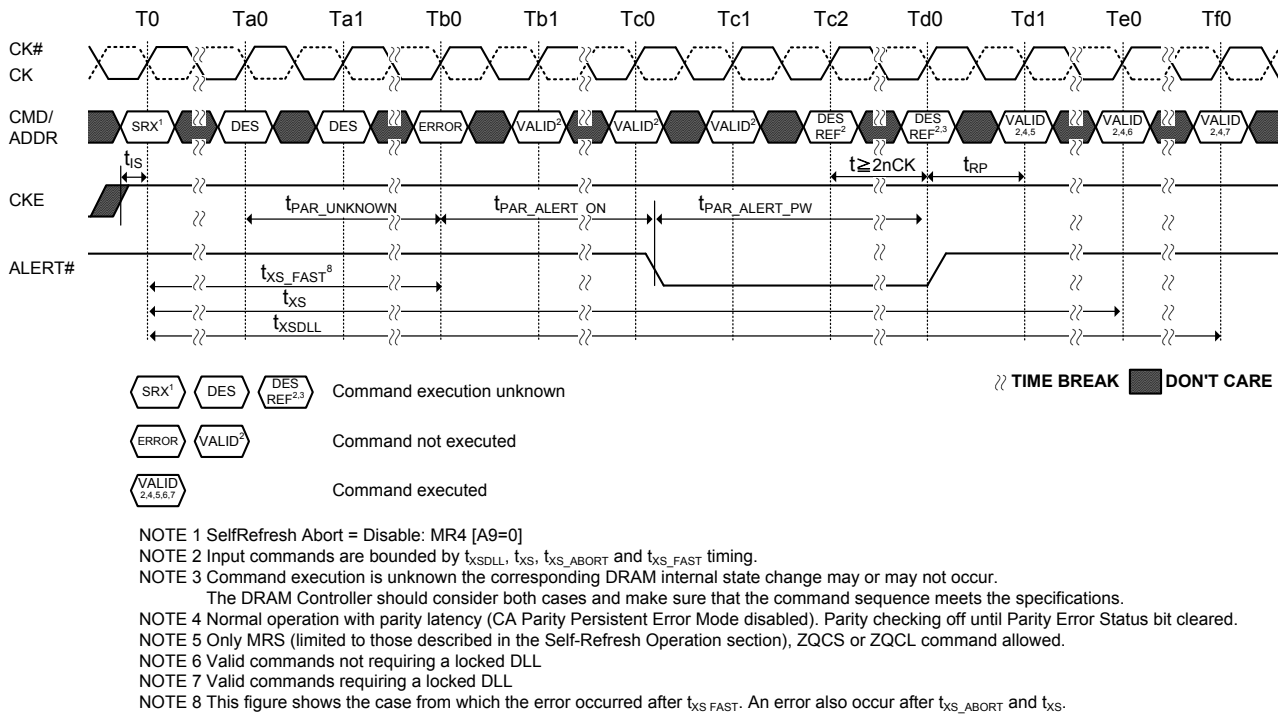 T0 Ta0 Ta1 Tb0 Tb1 Tc0 Tc1 Tc2 Td0 Td1 Te0 Tf0
CK#
CK
CMD/
ADDR
SRX1 DES DES ERROR VALID2 VALID2 VALID2 DES REF2 DES REF2,3 VALID 2,4,5 VALID 2,4,6 VALID 2,4,7
tIS t≧2nCK tRP
CKE
tPAR_UNKNOWN tPAR_ALERT_ON tPAR_ALERT_PW
ALERT#
tXS_FAST8
tXS
tXSDLL
TIME BREAK DON'T CARE
SRX1 DES DES REF2,3 Command execution unknown
ERROR VALID2 Command not executed
VALID 2,4,5,6,7 Command executed
NOTE 1 SelfRefresh Abort = Disable: MR4 [A9=0]
NOTE 2 Input commands are bounded by tXSDLL, tXS, tXS_ABORT and tXS_FAST timing.
NOTE 3 Command execution is unknown the corresponding DRAM internal state change may or may not occur.
The DRAM Controller should consider both cases and make sure that the command sequence meets the specifications.
NOTE 4 Normal operation with parity latency (CA Parity Persistent Error Mode disabled). Parity checking off until Parity Error Status bit cleared.
NOTE 5 Only MRS (limited to those described in the Self-Refresh Operation section), ZQCS or ZQCL command allowed.
NOTE 6 Valid commands not requiring a locked DLL
NOTE 7 Valid commands requiring a locked DLL
NOTE 8 This figure shows the case from which the error occurred after tXS FAST. An error also occur after tXS_ABORT and tXS.